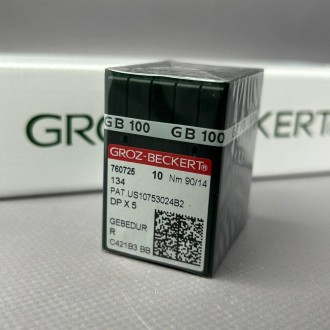 GROZ-BECKERT
GB 100 GB 100
GROZ-BECKERT®
760725 10 Nm 90/14
134
PAT.US10753024B2
DP X 5
GEBEDUR
R
C421B3 BB